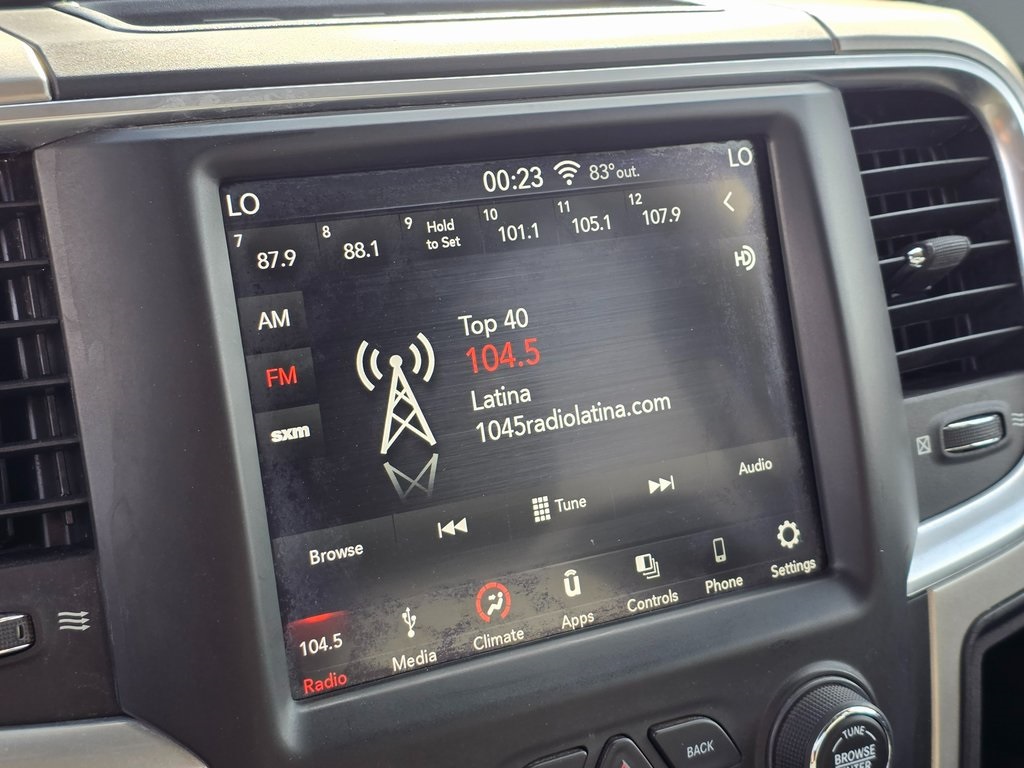 LO
00:23 83° out.
LO
7 87.9
8 88.1
9 Hold to Set
10 101.1
11 105.1
12 107.9
HD
AM
FM
sxm
Top 40
104.5
Latina
1045radiolatina.com
Browse
Tune
Audio
104.5
Radio
Media
Climate
Apps
Controls
Phone
Settings
BACK
TUNE
BROWSE